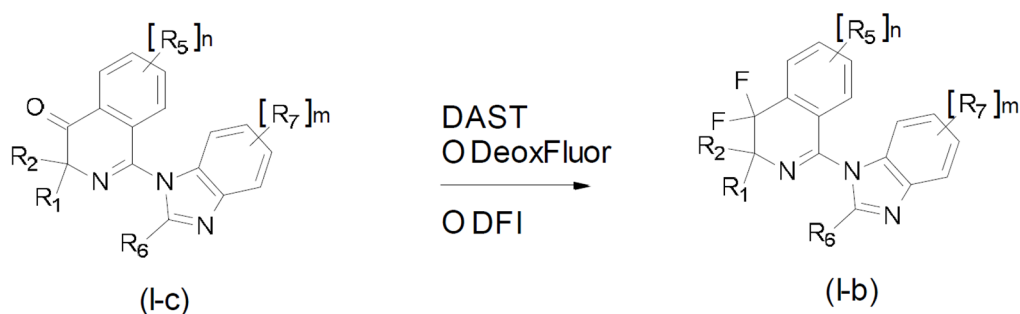 [R5]n
O
[R7]m
R2
R1
N
N
N
R6
(I-c)
DAST
O DeoxFluor
O DFI
[R5]n
F
F
[R7]m
R2
R1
N
N
N
R6
(I-b)